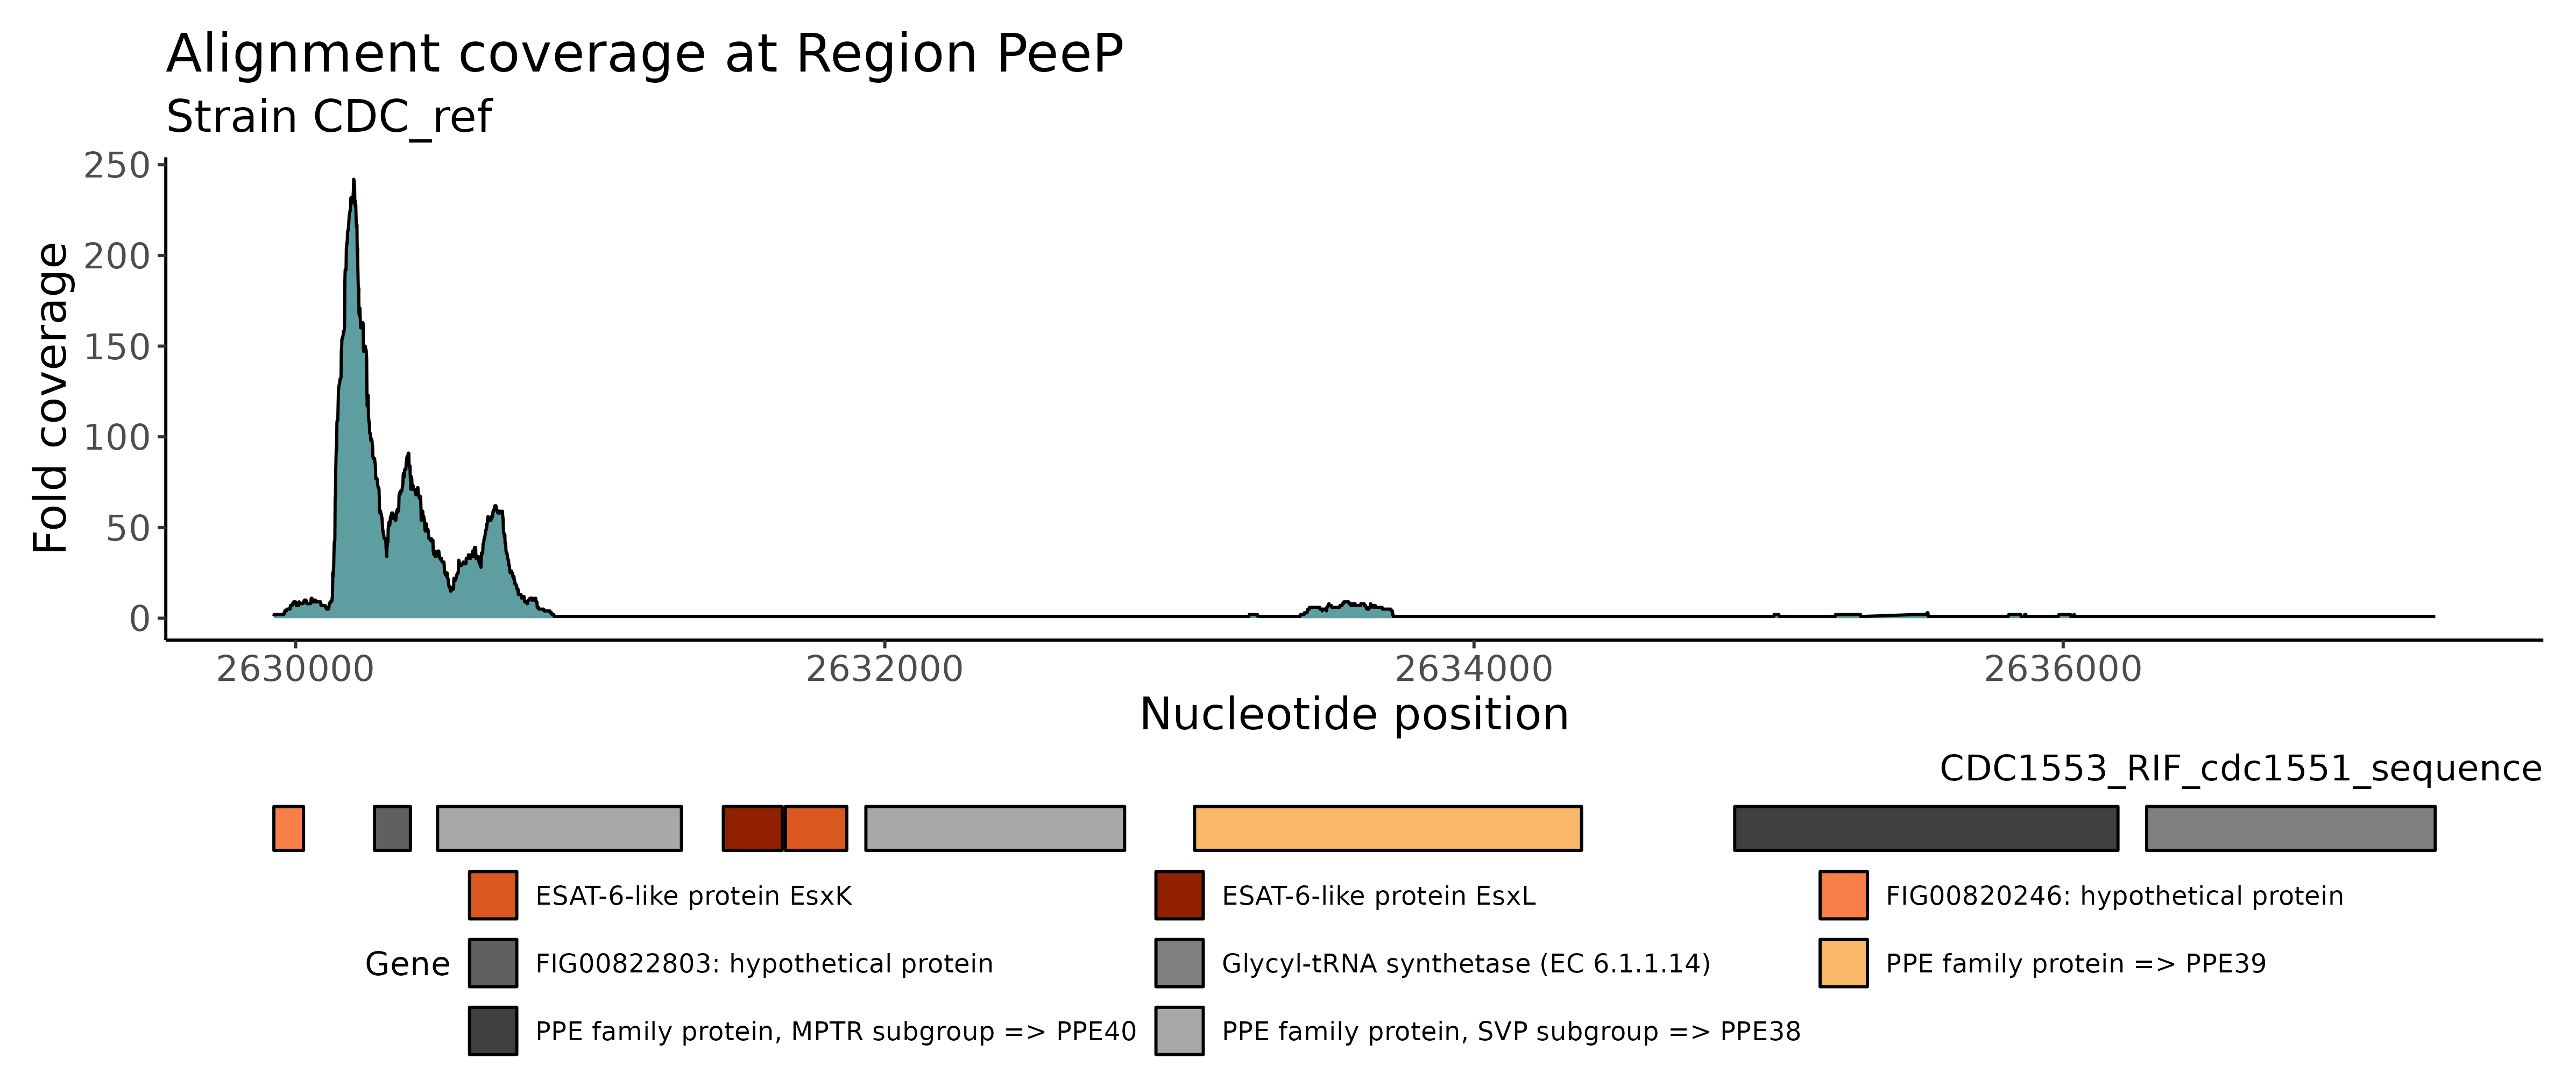 Alignment coverage at Region PeeP
Strain CDC_ref
250
200
150
100
50
0
Fold coverage
2630000 2632000 2634000 2636000
Nucleotide position
CDC1553_RIF_cdc1551_sequence
Gene
ESAT-6-like protein EsxK
ESAT-6-like protein EsxL
FIG00820246: hypothetical protein
FIG00822803: hypothetical protein
Glycyl-tRNA synthetase (EC 6.1.1.14)
PPE family protein => PPE39
PPE family protein, MPTR subgroup => PPE40
PPE family protein, SVP subgroup => PPE38